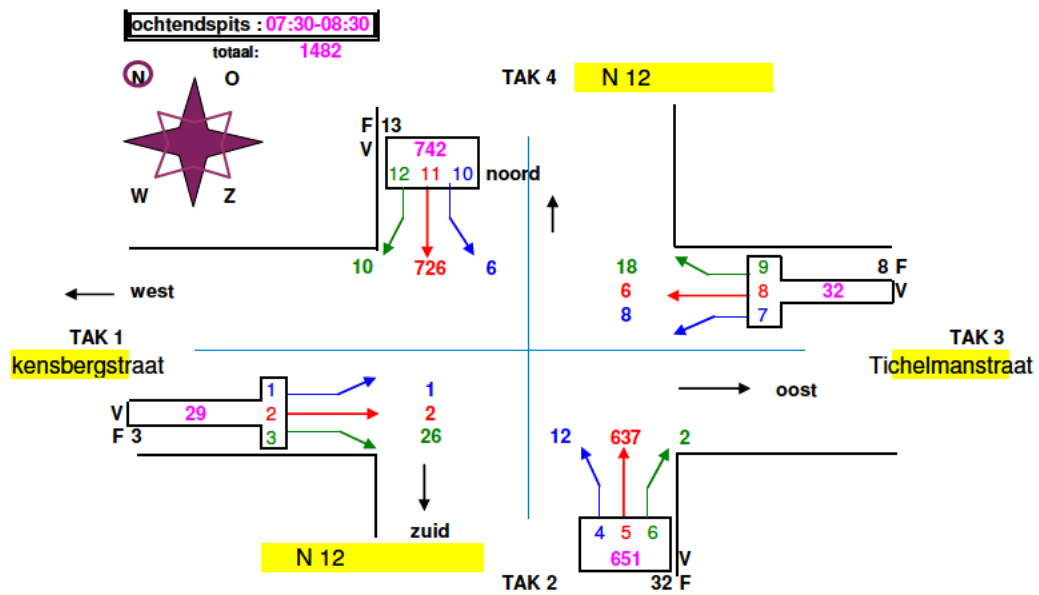 ochtendspits : 07:30-08:30
totaal: 1482
N O
W Z
TAK 4 N 12
F 13
V 742
12 11 10 noord
10 726 6
18 9 8 F
6 8 32 V
8 7
west
TAK 1
kensbergstraat
TAK 3
Tichelmanstraat
oost
1 1
V 29 2 2
F 3 3 26
12 637 2
zuid
N 12
4 5 6
651 V
TAK 2 32 F